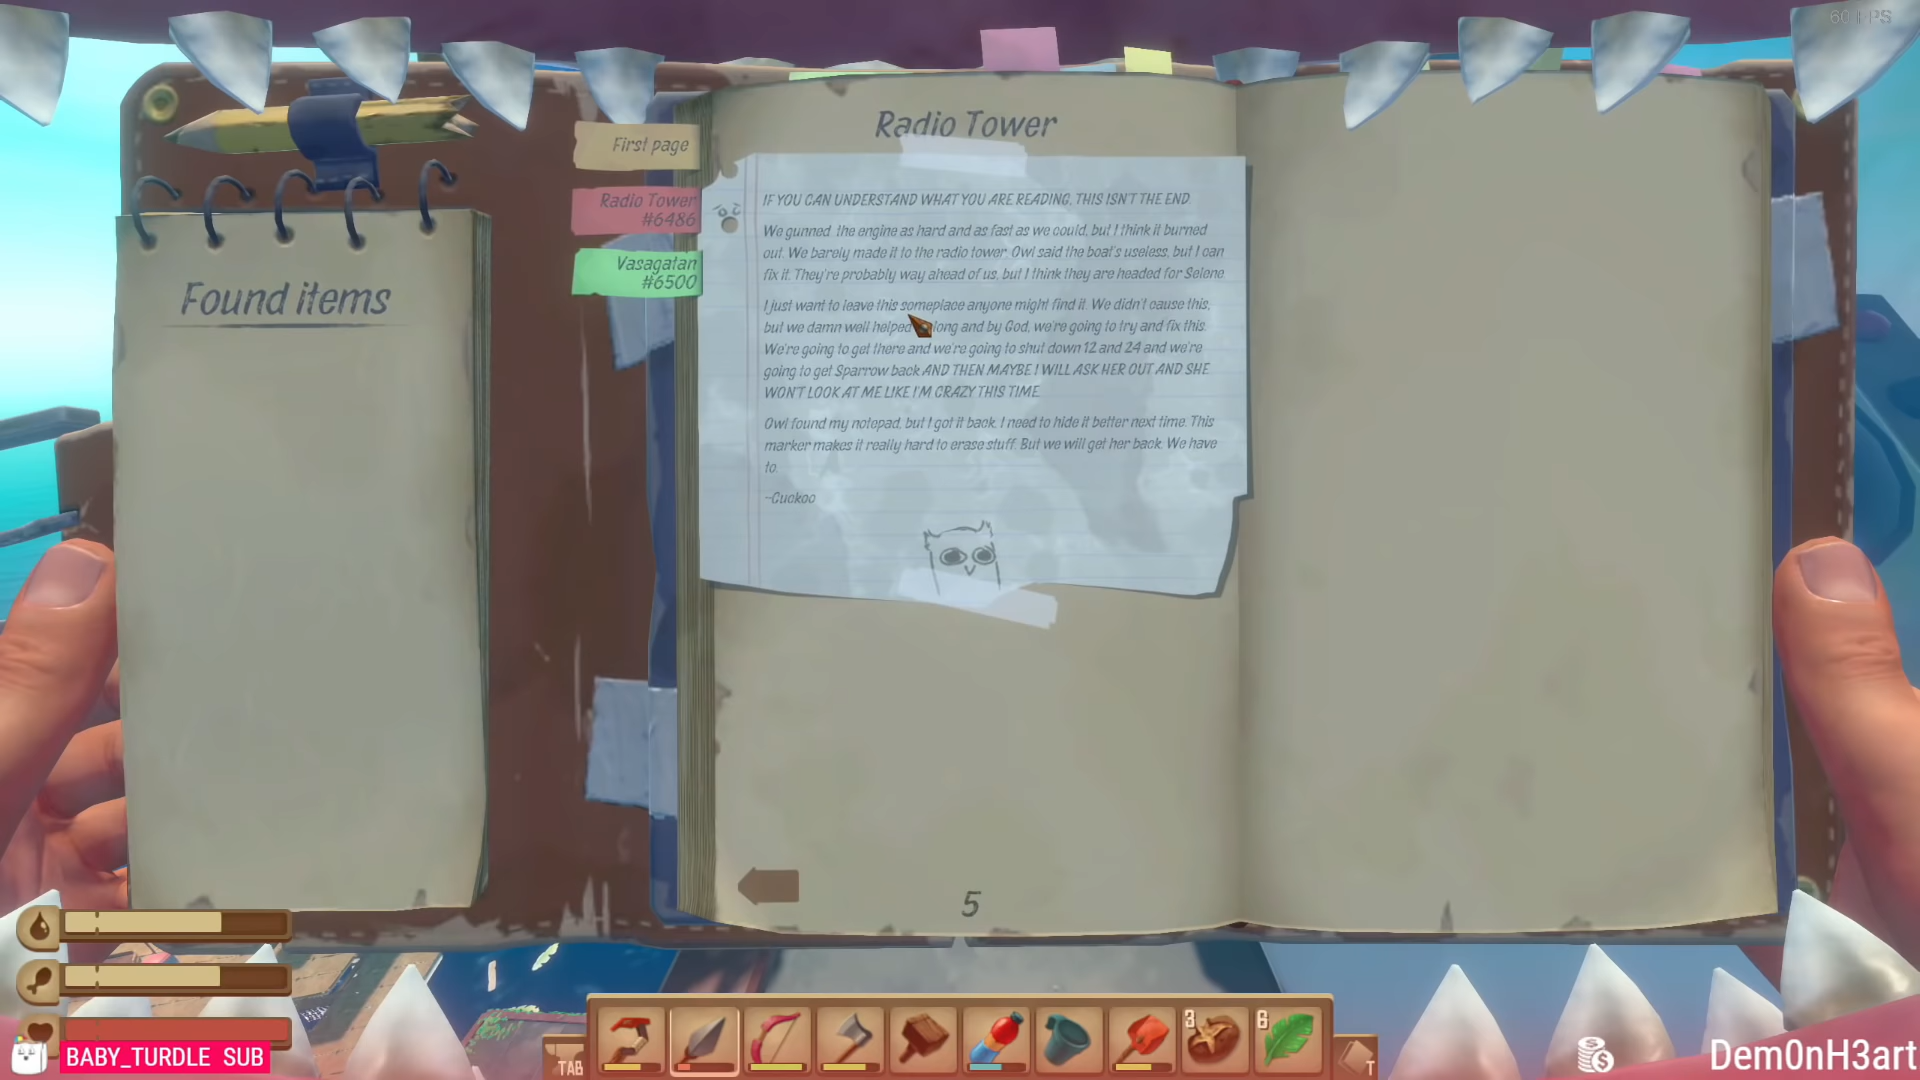 60 FPS
First page
Radio Tower
#6486
Vasagatan
#6500
Found items
Radio Tower
IF YOU CAN UNDERSTAND WHAT YOU ARE READING, THIS ISN'T THE END.
We gunned the engine as hard and as fast as we could, but I think it burned
out. We barely made it to the radio tower. Owl said the boat's useless, but I can
fix it. They're probably way ahead of us, but I think they are headed for Selene.
I just want to leave this someplace anyone might find it. We didn't cause this,
but we damn well helped along and by God, we're going to try and fix this.
We're going to get there and we're going to shut down 12 and 24 and we're
going to get Sparrow back AND THEN MAYBE I WILL ASK HER OUT AND SHE
WON'T LOOK AT ME LIKE I'M CRAZY THIS TIME.
Owl found my notepad, but I got it back. I need to hide it better next time. This
marker makes it really hard to erase stuff. But we will get her back. We have
to.
-Cuckoo
5
TAB
3
6
T
BABY_TURDLE SUB
Dem0nH3art